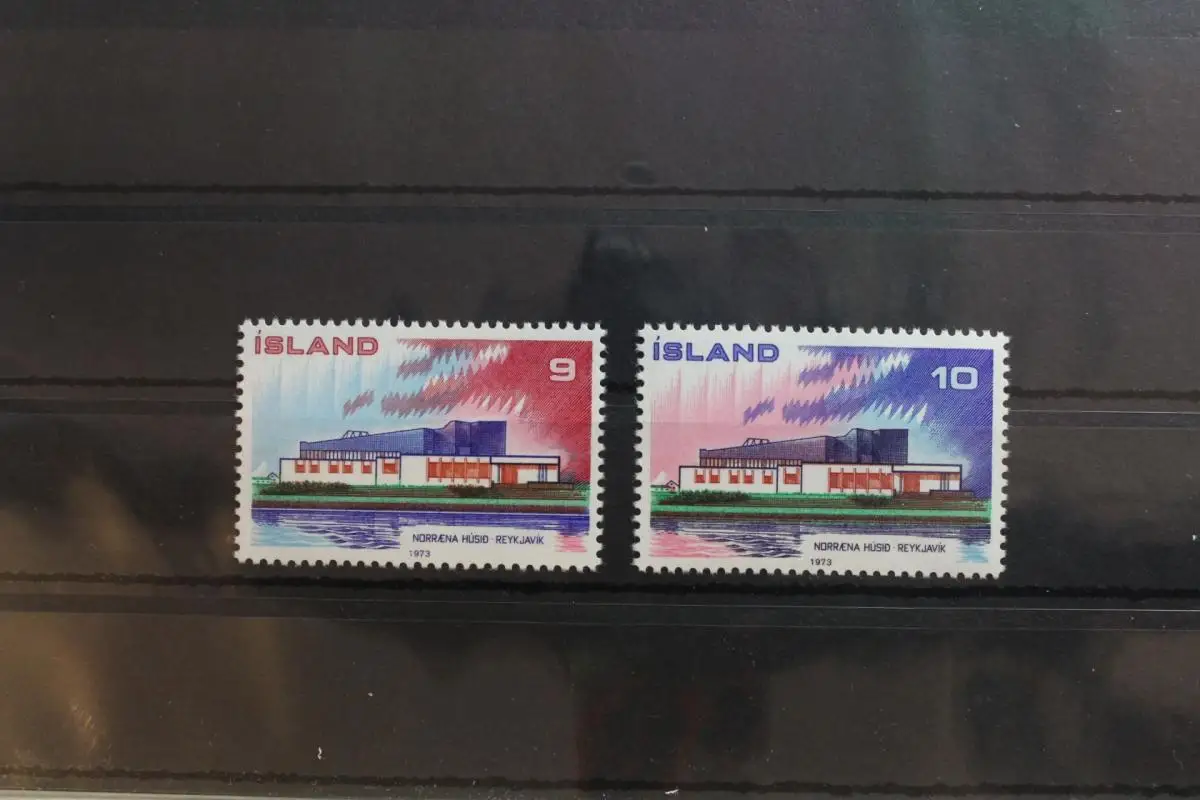 ÍSLAND
9
NORRÆNA HÚSIÐ - REYKJAVÍK
1973
ÍSLAND
10
NORRÆNA HÚSIÐ - REYKJAVÍK
1973